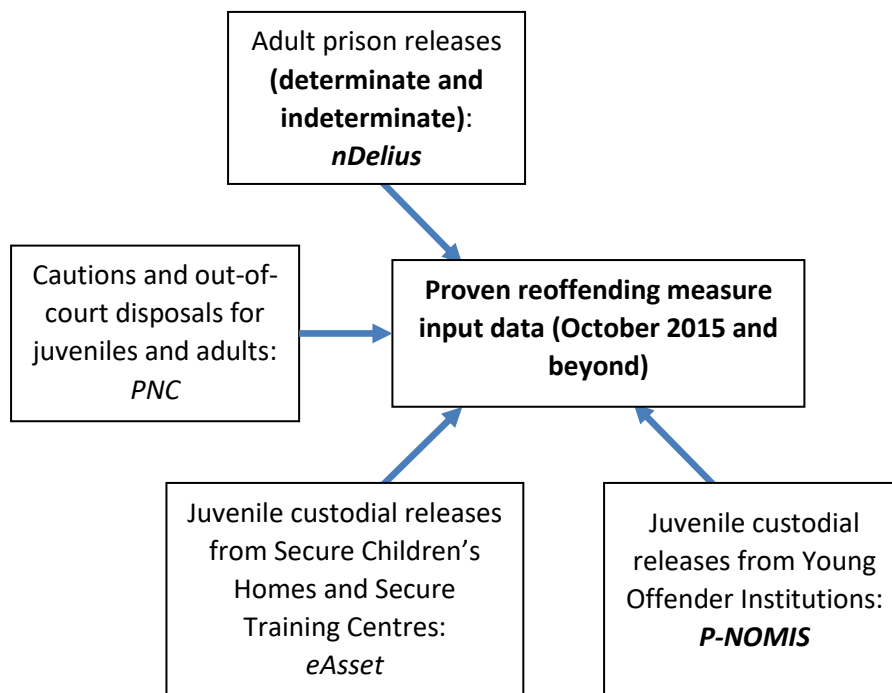 Adult prison releases
(determinate and
indeterminate):
nDelius
Cautions and out-of-
court disposals for
juveniles and adults:
PNC
Proven reoffending measure
input data (October 2015 and
beyond)
Juvenile custodial releases
from Secure Children’s
Homes and Secure
Training Centres:
eAsset
Juvenile custodial
releases from Young
Offender Institutions:
P-NOMIS